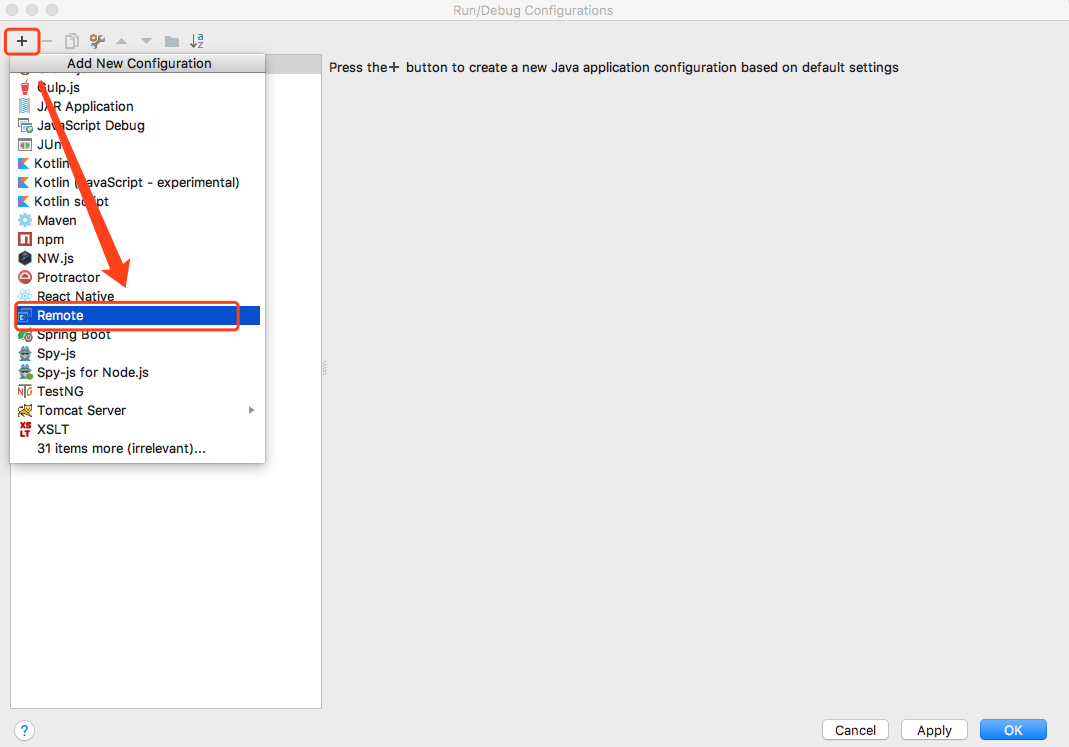 Run/Debug Configurations
Add New Configuration
Press the + button to create a new Java application configuration based on default settings
Gulp.js
JAR Application
JavaScript Debug
JUnit
Kotlin
Kotlin (JavaScript - experimental)
Kotlin script
Maven
npm
NW.js
Protractor
React Native
Remote
Spring Boot
Spy-js
Spy-js for Node.js
TestNG
Tomcat Server
XSLT
31 items more (irrelevant)...
?
Cancel
Apply
OK